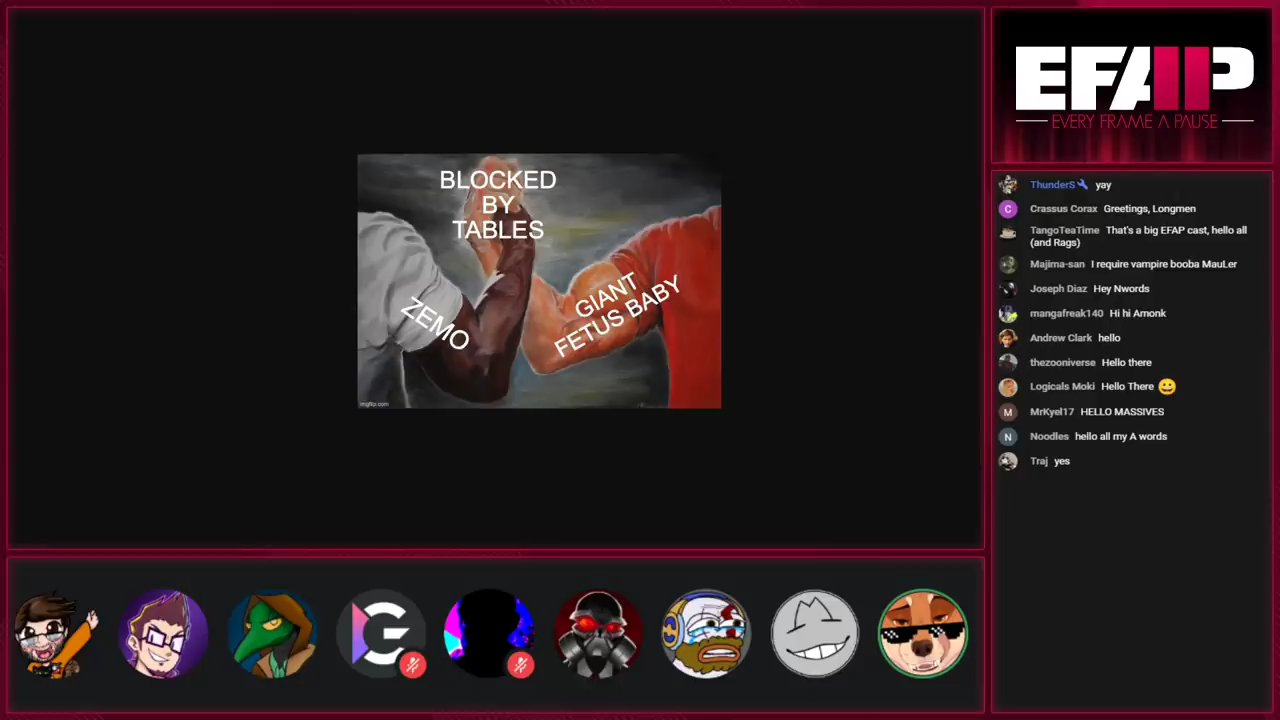 BLOCKED
BY
TABLES
ZEMO
GIANT
FETUS BABY
imgflip.com
EFAP
EVERY FRAME A PAUSE
ThunderS yay
C Crassus Corax Greetings, Longmen
TangoTeaTime That's a big EFAP cast, hello all
(and Rags)
Majima-san I require vampire booba MauLer
Joseph Diaz Hey Nwords
mangafreak140 Hi hi Amonk
Andrew Clark hello
thezooniverse Hello there
Logicals Moki Hello There 😀
M MrKyel17 HELLO MASSIVES
N Noodles hello all my A words
Traj yes